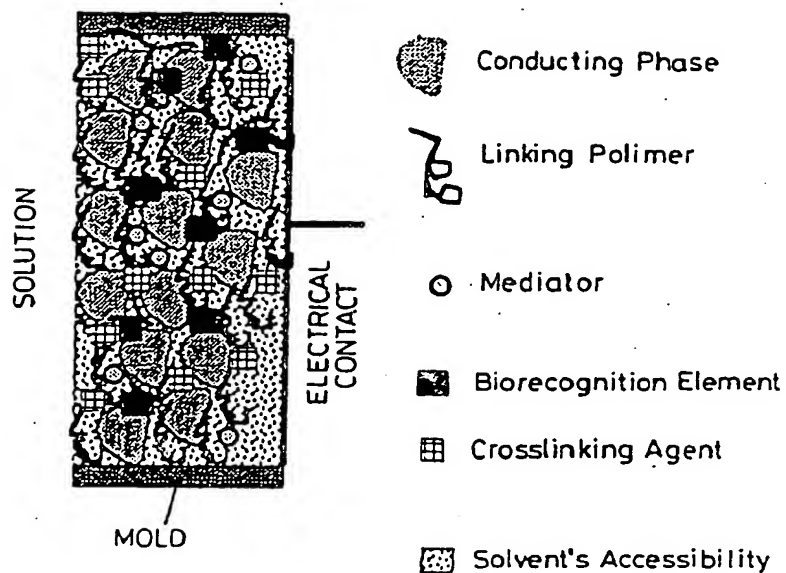 SOLUTION
MOLD
ELECTRICAL
CONTACT
Conducting Phase
Linking Polimer
Mediator
Biorecognition Element
Crosslinking Agent
Solvent's Accessibility